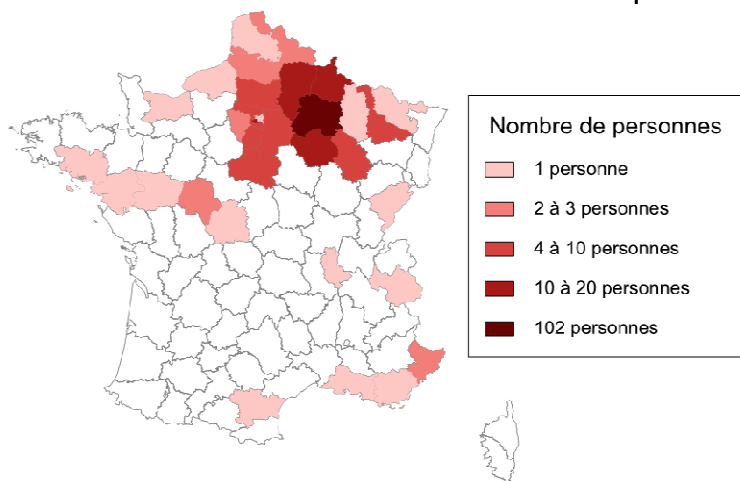 Nombre de personnes
1 personne
2 à 3 personnes
4 à 10 personnes
10 à 20 personnes
102 personnes